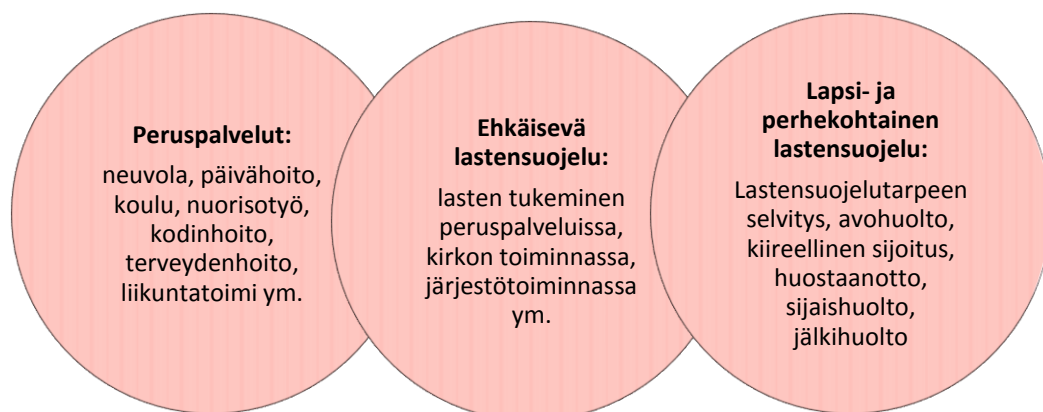 Peruspalvelut:
neuvola, päivähoito,
koulu, nuorisotyö,
kodinhoito,
terveydenhoito,
liikuntatoimi ym.
Ehkäisevä
lastensuojelu:
lasten tukeminen
peruspalveluissa,
kirkon toiminnassa,
järjestötoiminnassa
ym.
Lapsi- ja
perhekohtainen
lastensuojelu:
Lastensuojelutarpeen
selvitys, avohuolto,
kiireellinen sijoitus,
huostaanotto,
sijaishuolto,
jälkihuolto